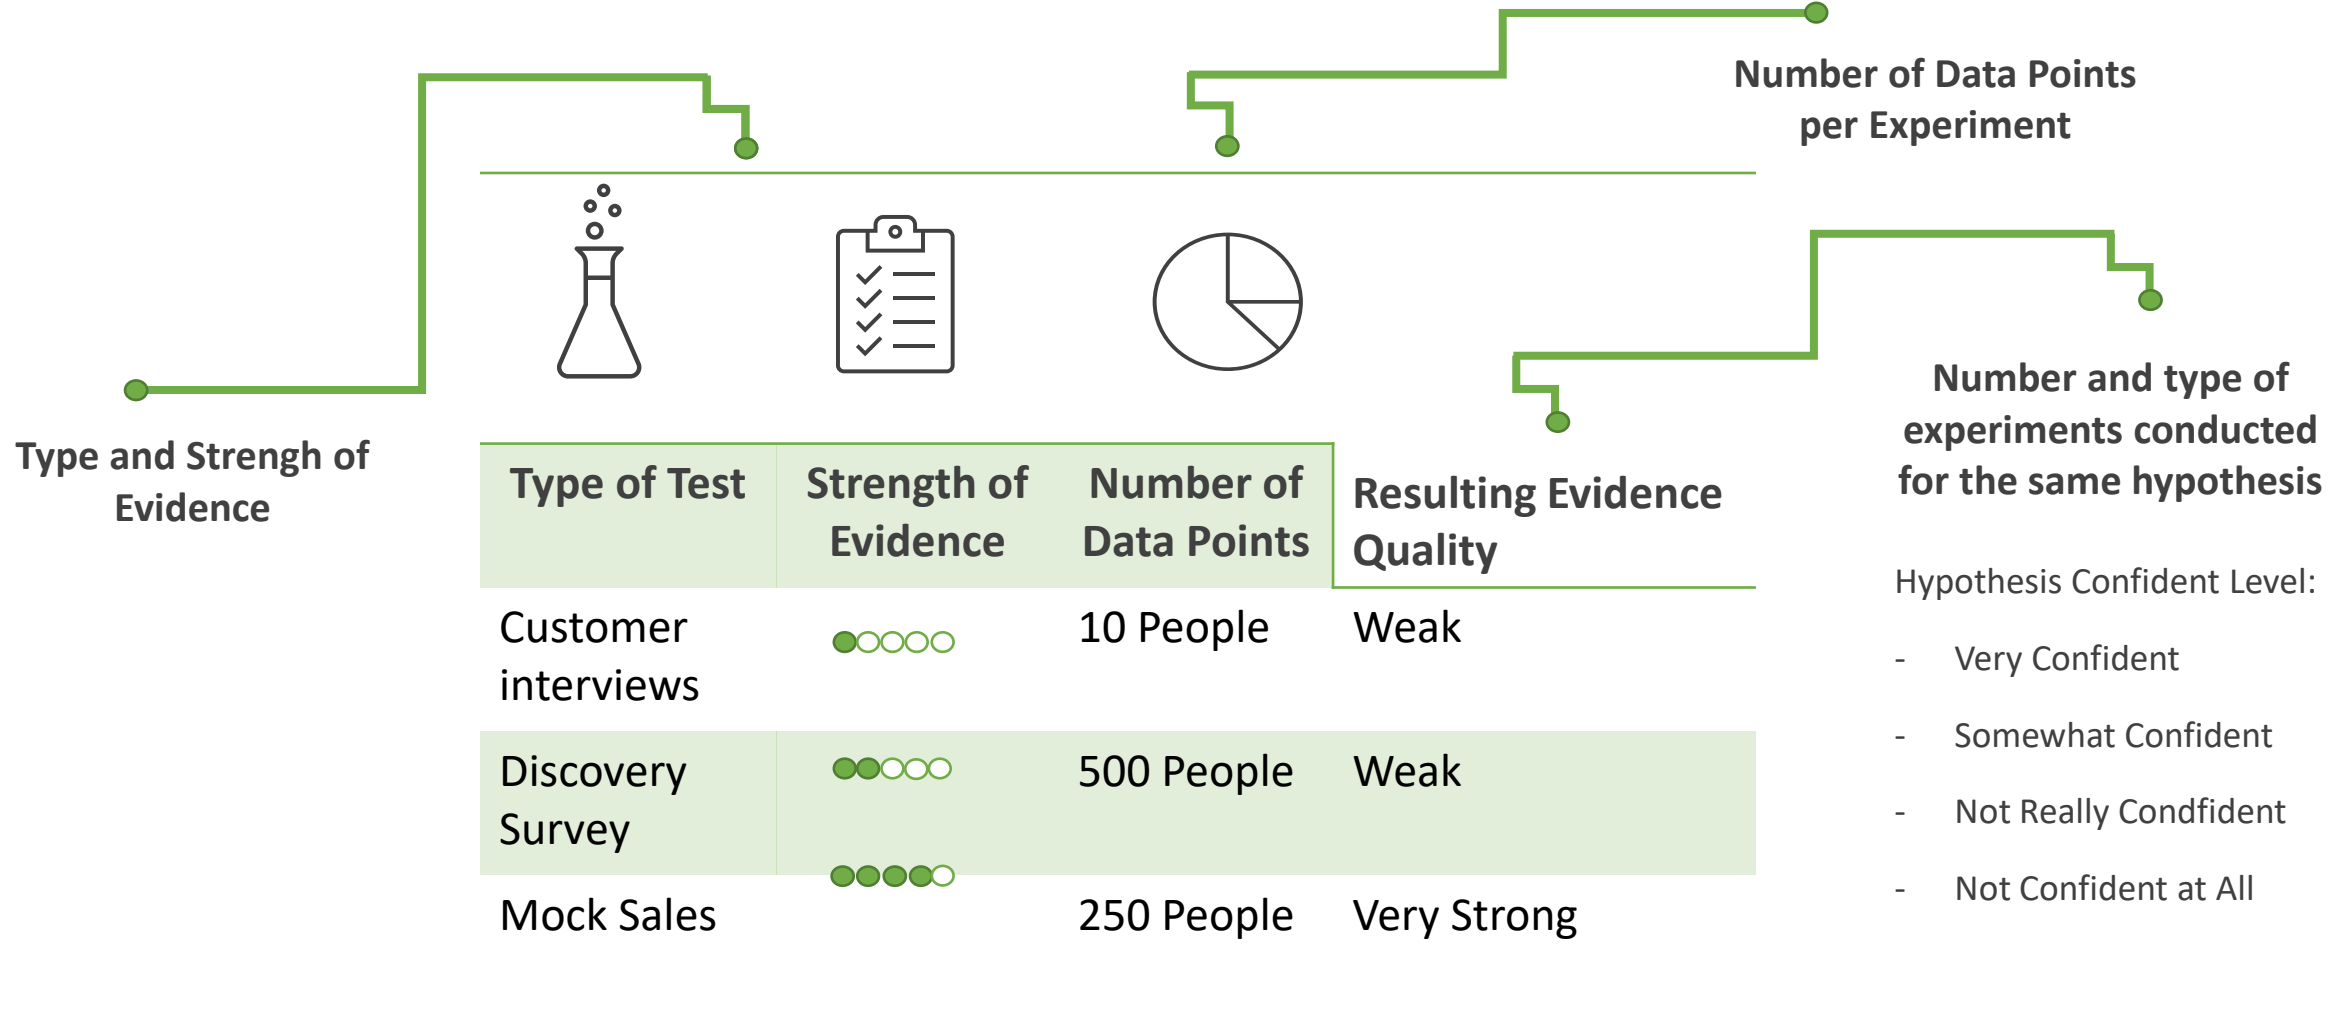 Number of Data Points
per Experiment
Type and Strengh of
Evidence
Type of Test
Strength of
Evidence
Number of
Data Points
Resulting Evidence
Quality
Customer
interviews
10 People
Weak
Discovery
Survey
500 People
Weak
Mock Sales
250 People
Very Strong
Number and type of
experiments conducted
for the same hypothesis
Hypothesis Confident Level:
- Very Confident
- Somewhat Confident
- Not Really Condfident
- Not Confident at All